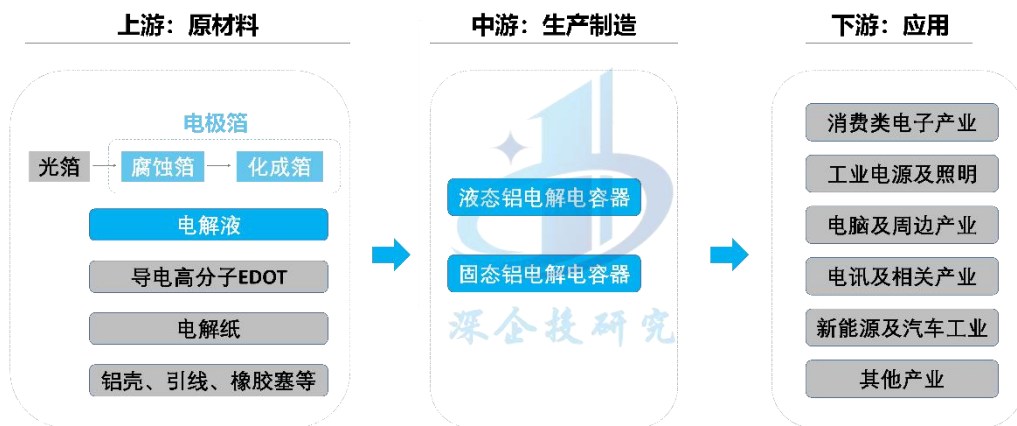 上游：原材料
中游：生产制造
下游：应用
电极箔
光箔
腐蚀箔
化成箔
电解液
导电高分子EDOT
电解纸
铝壳、引线、橡胶塞等
液态铝电解电容器
固态铝电解电容器
深企投研究
消费类电子产业
工业电源及照明
电脑及周边产业
电讯及相关产业
新能源及汽车工业
其他产业